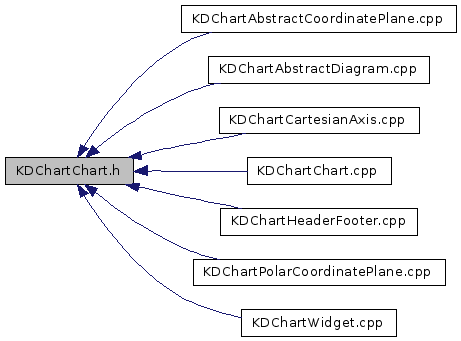 KDChartAbstractCoordinatePlane.cpp
KDChartAbstractDiagram.cpp
KDChartCartesianAxis.cpp
KDChartChart.h
KDChartChart.cpp
KDChartHeaderFooter.cpp
KDChartPolarCoordinatePlane.cpp
KDChartWidget.cpp